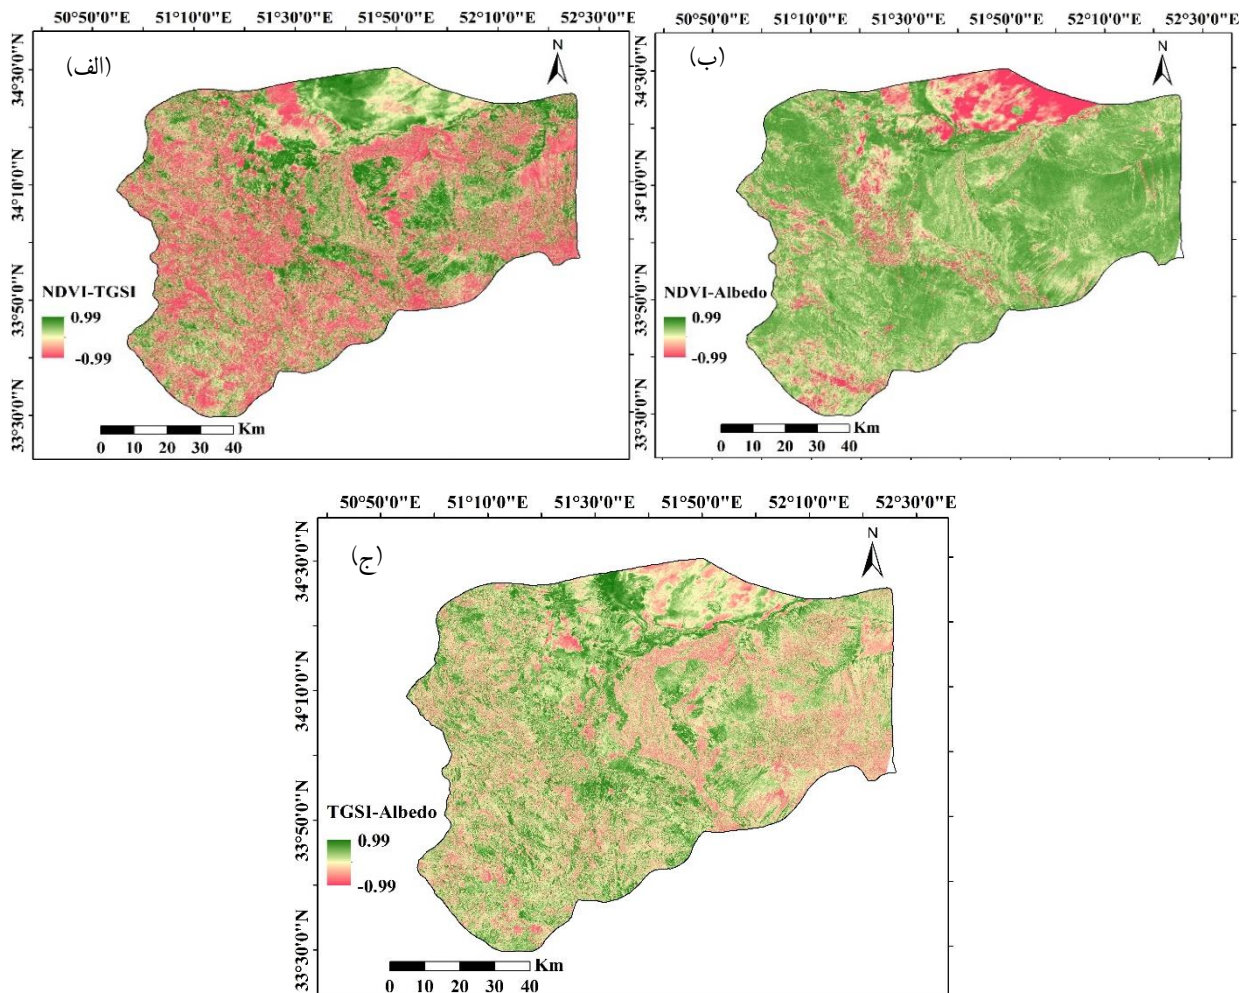 50°50'0"E 51°10'0"E 51°30'0"E 51°50'0"E 52°10'0"E 52°30'0"E
(الف)
N
34°30'0"N
34°10'0"N
33°50'0"N
33°30'0"N
NDVI-TGSI
0.99
-0.99
Km
0 10 20 30 40
50°50'0"E 51°10'0"E 51°30'0"E 51°50'0"E 52°10'0"E 52°30'0"E
(ب)
N
34°30'0"N
34°10'0"N
33°50'0"N
33°30'0"N
NDVI-Albedo
0.99
-0.99
Km
0 10 20 30 40
50°50'0"E 51°10'0"E 51°30'0"E 51°50'0"E 52°10'0"E 52°30'0"E
(ج)
N
34°30'0"N
34°10'0"N
33°50'0"N
33°30'0"N
TGSI-Albedo
0.99
-0.99
Km
0 10 20 30 40